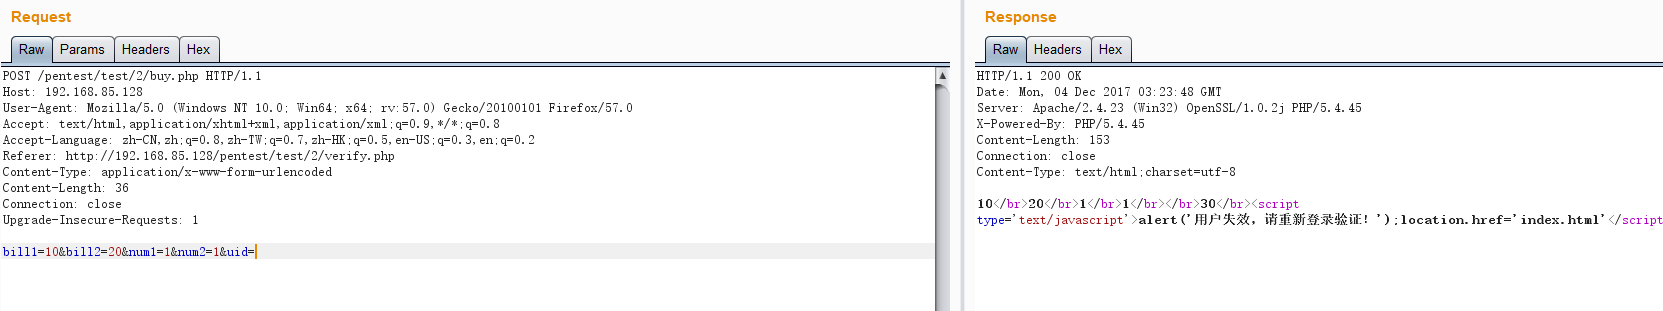 Request
Raw Params Headers Hex
POST /pentest/test/2/buy.php HTTP/1.1
Host: 192.168.85.128
User-Agent: Mozilla/5.0 (Windows NT 10.0; Win64; x64; rv:57.0) Gecko/20100101 Firefox/57.0
Accept: text/html,application/xhtml+xml,application/xml;q=0.9,*/*;q=0.8
Accept-Language: zh-CN,zh;q=0.8,zh-TW;q=0.7,zh-HK;q=0.5,en-US;q=0.3,en;q=0.2
Referer: http://192.168.85.128/pentest/test/2/verify.php
Content-Type: application/x-www-form-urlencoded
Content-Length: 36
Connection: close
Upgrade-Insecure-Requests: 1
bill1=10&bill2=20&num1=1&num2=1&uid=
Response
Raw Headers Hex
HTTP/1.1 200 OK
Date: Mon, 04 Dec 2017 03:23:48 GMT
Server: Apache/2.4.23 (Win32) OpenSSL/1.0.2j PHP/5.4.45
X-Powered-By: PHP/5.4.45
Content-Length: 153
Connection: close
Content-Type: text/html;charset=utf-8
10</br>20</br>1</br>1</br></br>30</br><script
type='text/javascript'>alert('用户失效，请重新登录验证！');location.href='index.html'</script